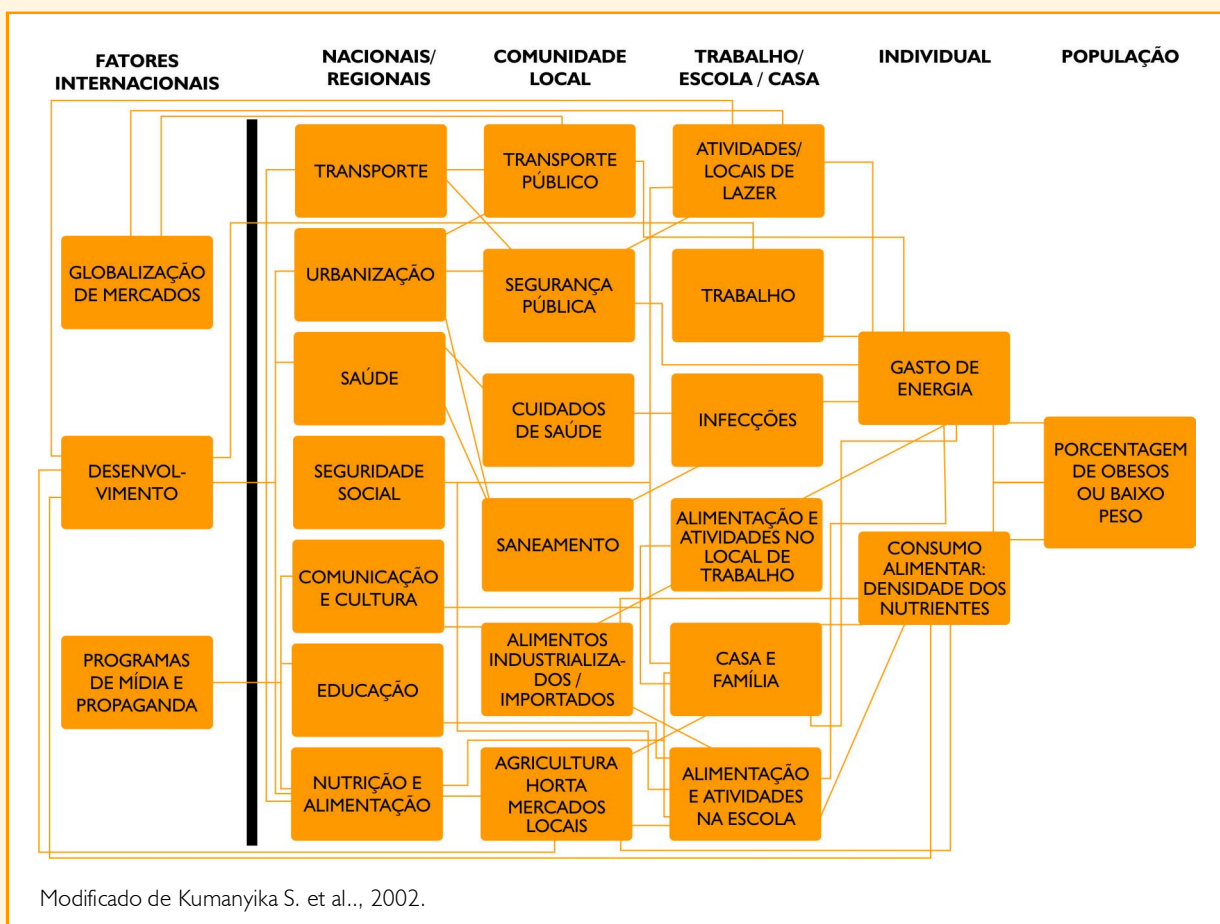 FATORES
INTERNACIONAIS
NACIONAIS/
REGIONAIS
COMUNIDADE
LOCAL
TRABALHO/
ESCOLA / CASA
INDIVIDUAL
POPULAÇÃO
GLOBALIZAÇÃO
DE MERCADOS
DESENVOL-
VIMENTO
PROGRAMAS
DE MÍDIA E
PROPAGANDA
TRANSPORTE
URBANIZAÇÃO
SAÚDE
SEGURIDADE
SOCIAL
COMUNICAÇÃO
E CULTURA
EDUCAÇÃO
NUTRIÇÃO E
ALIMENTAÇÃO
TRANSPORTE
PÚBLICO
SEGURANÇA
PÚBLICA
CUIDADOS
DE SAÚDE
SANEAMENTO
ALIMENTOS
INDUSTRIALIZA-
DOS /
IMPORTADOS
AGRICULTURA
HORTA
MERCADOS
LOCAIS
ATIVIDADES/
LOCAIS DE
LAZER
TRABALHO
INFECÇÕES
ALIMENTAÇÃO E
ATIVIDADES NO
LOCAL DE
TRABALHO
CASA E
FAMÍLIA
ALIMENTAÇÃO
E ATIVIDADES
NA ESCOLA
GASTO DE
ENERGIA
CONSUMO
ALIMENTAR:
DENSIDADE DOS
NUTRIENTES
PORCENTAGEM
DE OBESOS
OU BAIXO
PESO
Modificado de Kumanyika S. et al.., 2002.